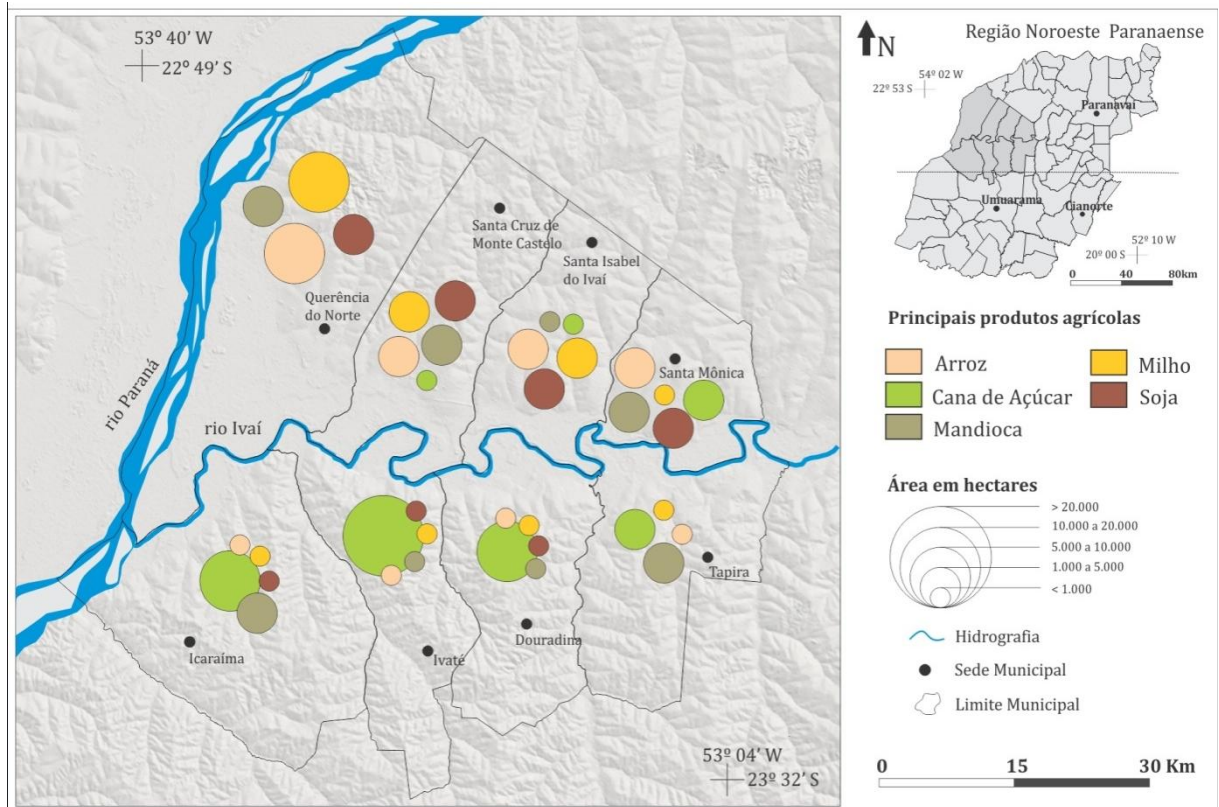 53º 40' W
22º 49' S
Santa Cruz de
Monte Castelo
Santa Isabel
do Ivaí
Querência
do Norte
Santa Mônica
rio Paraná
rio Ivaí
Tapira
Douradina
Icaraíma
Ivaté
53º 04' W
23º 32' S
N
Região Noroeste Paranaense
54º 02 W
22º 53 S
Paranavaí
Umuarama
Cianorte
52º 10 W
20º 00 S
0 40 80km
Principais produtos agrícolas
Arroz
Milho
Cana de Açúcar
Soja
Mandioca
Área em hectares
> 20.000
10.000 a 20.000
5.000 a 10.000
1.000 a 5.000
< 1.000
Hidrografia
Sede Municipal
Limite Municipal
0 15 30 Km